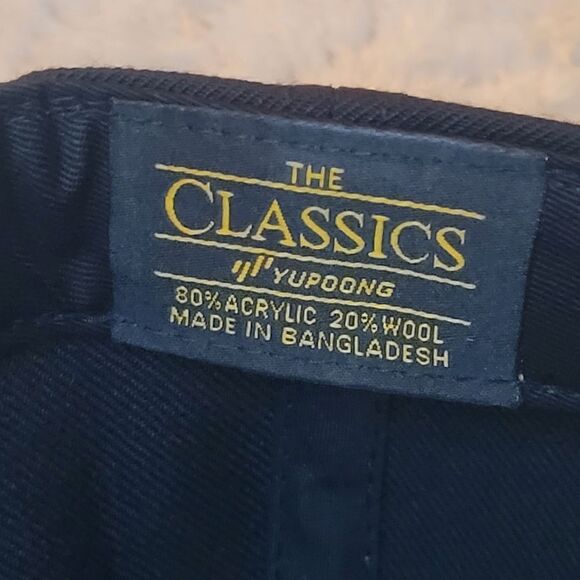 THE
CLASSICS
YUPOONG
80% ACRYLIC 20% WOOL
MADE IN BANGLADESH